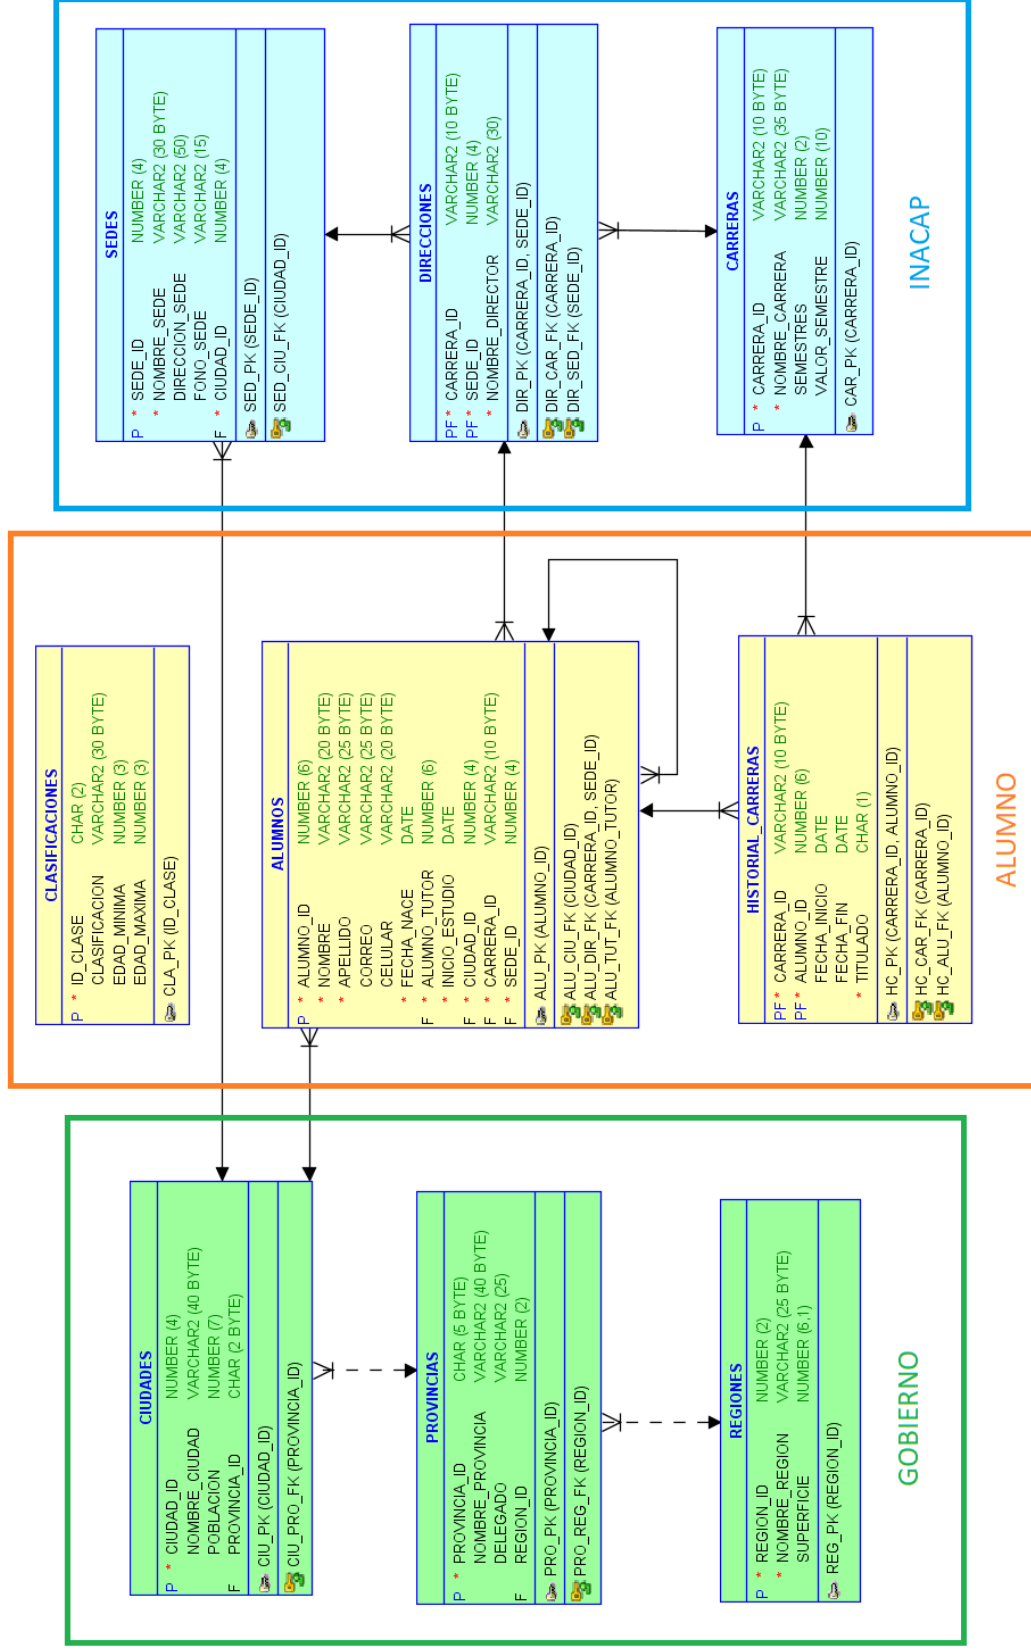 CIUDADES
P * CIUDAD_ID NUMBER (4)
NOMBRE_CIUDAD VARCHAR2 (40 BYTE)
POBLACION NUMBER (7)
F PROVINCIA_ID CHAR (2 BYTE)
CIU_PK (CIUDAD_ID)
CIU_PRO_FK (PROVINCIA_ID)
PROVINCIAS
P * PROVINCIA_ID CHAR (5 BYTE)
NOMBRE_PROVINCIA VARCHAR2 (40 BYTE)
DELEGADO VARCHAR2 (25)
F REGION_ID NUMBER (2)
PRO_PK (PROVINCIA_ID)
PRO_REG_FK (REGION_ID)
REGIONES
P * REGION_ID NUMBER (2)
* NOMBRE_REGION VARCHAR2 (25 BYTE)
SUPERFICIE NUMBER (6,1)
REG_PK (REGION_ID)
GOBIERNO
CLASIFICACIONES
P * ID_CLASE CHAR (2)
CLASIFICACION VARCHAR2 (30 BYTE)
EDAD_MINIMA NUMBER (3)
EDAD_MAXIMA NUMBER (3)
CLA_PK (ID_CLASE)
ALUMNOS
P * ALUMNO_ID NUMBER (6)
* NOMBRE VARCHAR2 (20 BYTE)
* APELLIDO VARCHAR2 (25 BYTE)
CORREO VARCHAR2 (25 BYTE)
CELULAR VARCHAR2 (20 BYTE)
* FECHA_NACE DATE
F * ALUMNO_TUTOR NUMBER (6)
* INICIO_ESTUDIO DATE
F * CIUDAD_ID NUMBER (4)
F * CARRERA_ID VARCHAR2 (10 BYTE)
F * SEDE_ID NUMBER (4)
ALU_PK (ALUMNO_ID)
ALU_CIU_FK (CIUDAD_ID)
ALU_DIR_FK (CARRERA_ID, SEDE_ID)
ALU_TUT_FK (ALUMNO_TUTOR)
HISTORIAL_CARRERAS
PF * CARRERA_ID VARCHAR2 (10 BYTE)
PF * ALUMNO_ID NUMBER (6)
FECHA_INICIO DATE
FECHA_FIN DATE
* TITULADO CHAR (1)
HC_PK (CARRERA_ID, ALUMNO_ID)
HC_CAR_FK (CARRERA_ID)
HC_ALU_FK (ALUMNO_ID)
ALUMNO
SEDES
P * SEDE_ID NUMBER (4)
* NOMBRE_SEDE VARCHAR2 (30 BYTE)
DIRECCION_SEDE VARCHAR2 (50)
FONO_SEDE VARCHAR2 (15)
F * CIUDAD_ID NUMBER (4)
SED_PK (SEDE_ID)
SED_CIU_FK (CIUDAD_ID)
DIRECCIONES
PF * CARRERA_ID VARCHAR2 (10 BYTE)
PF * SEDE_ID NUMBER (4)
* NOMBRE_DIRECTOR VARCHAR2 (30)
DIR_PK (CARRERA_ID, SEDE_ID)
DIR_CAR_FK (CARRERA_ID)
DIR_SED_FK (SEDE_ID)
CARRERAS
P * CARRERA_ID VARCHAR2 (10 BYTE)
* NOMBRE_CARRERA VARCHAR2 (35 BYTE)
SEMESTRES NUMBER (2)
VALOR_SEMESTRE NUMBER (10)
CAR_PK (CARRERA_ID)
INACAP